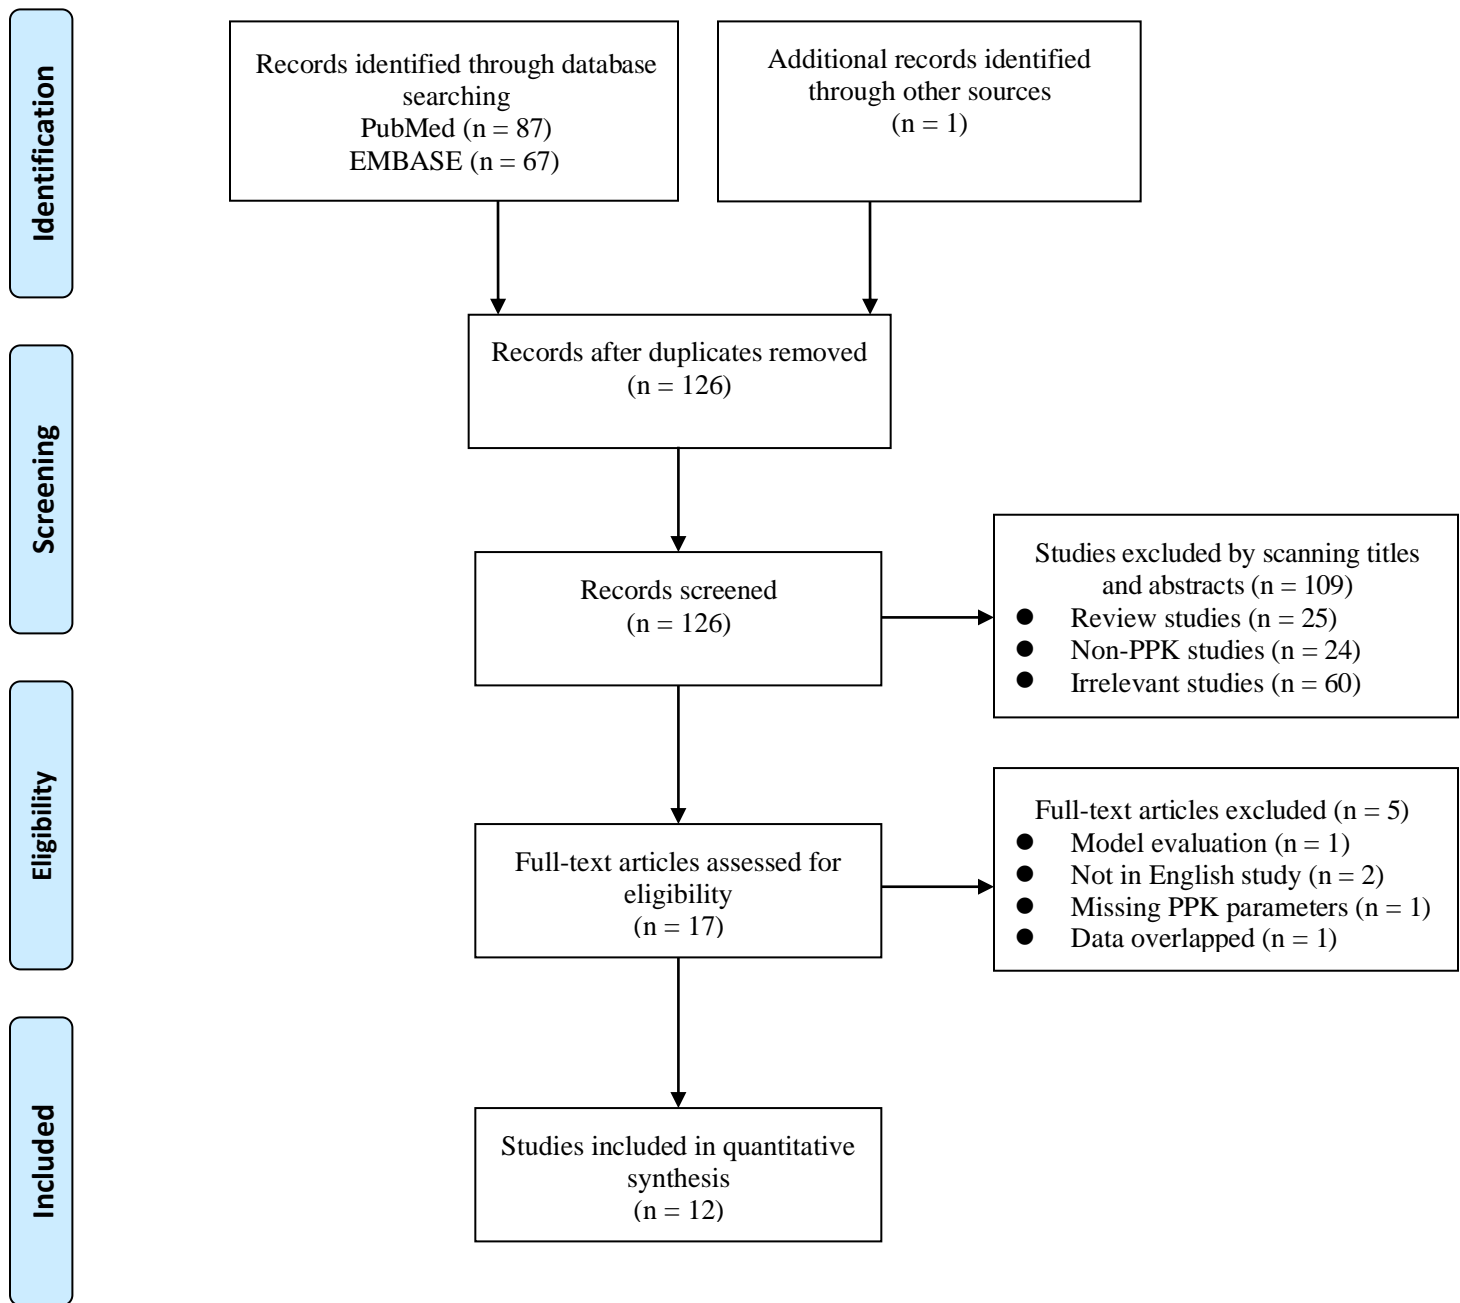 Identification
Records identified through database
searching
PubMed (n = 87)
EMBASE (n = 67)
Additional records identified
through other sources
(n = 1)
Records after duplicates removed
(n = 126)
Screening
Records screened
(n = 126)
Studies excluded by scanning titles
and abstracts (n = 109)
● Review studies (n = 25)
● Non-PPK studies (n = 24)
● Irrelevant studies (n = 60)
Eligibility
Full-text articles assessed for
eligibility
(n = 17)
Full-text articles excluded (n = 5)
● Model evaluation (n = 1)
● Not in English study (n = 2)
● Missing PPK parameters (n = 1)
● Data overlapped (n = 1)
Included
Studies included in quantitative
synthesis
(n = 12)